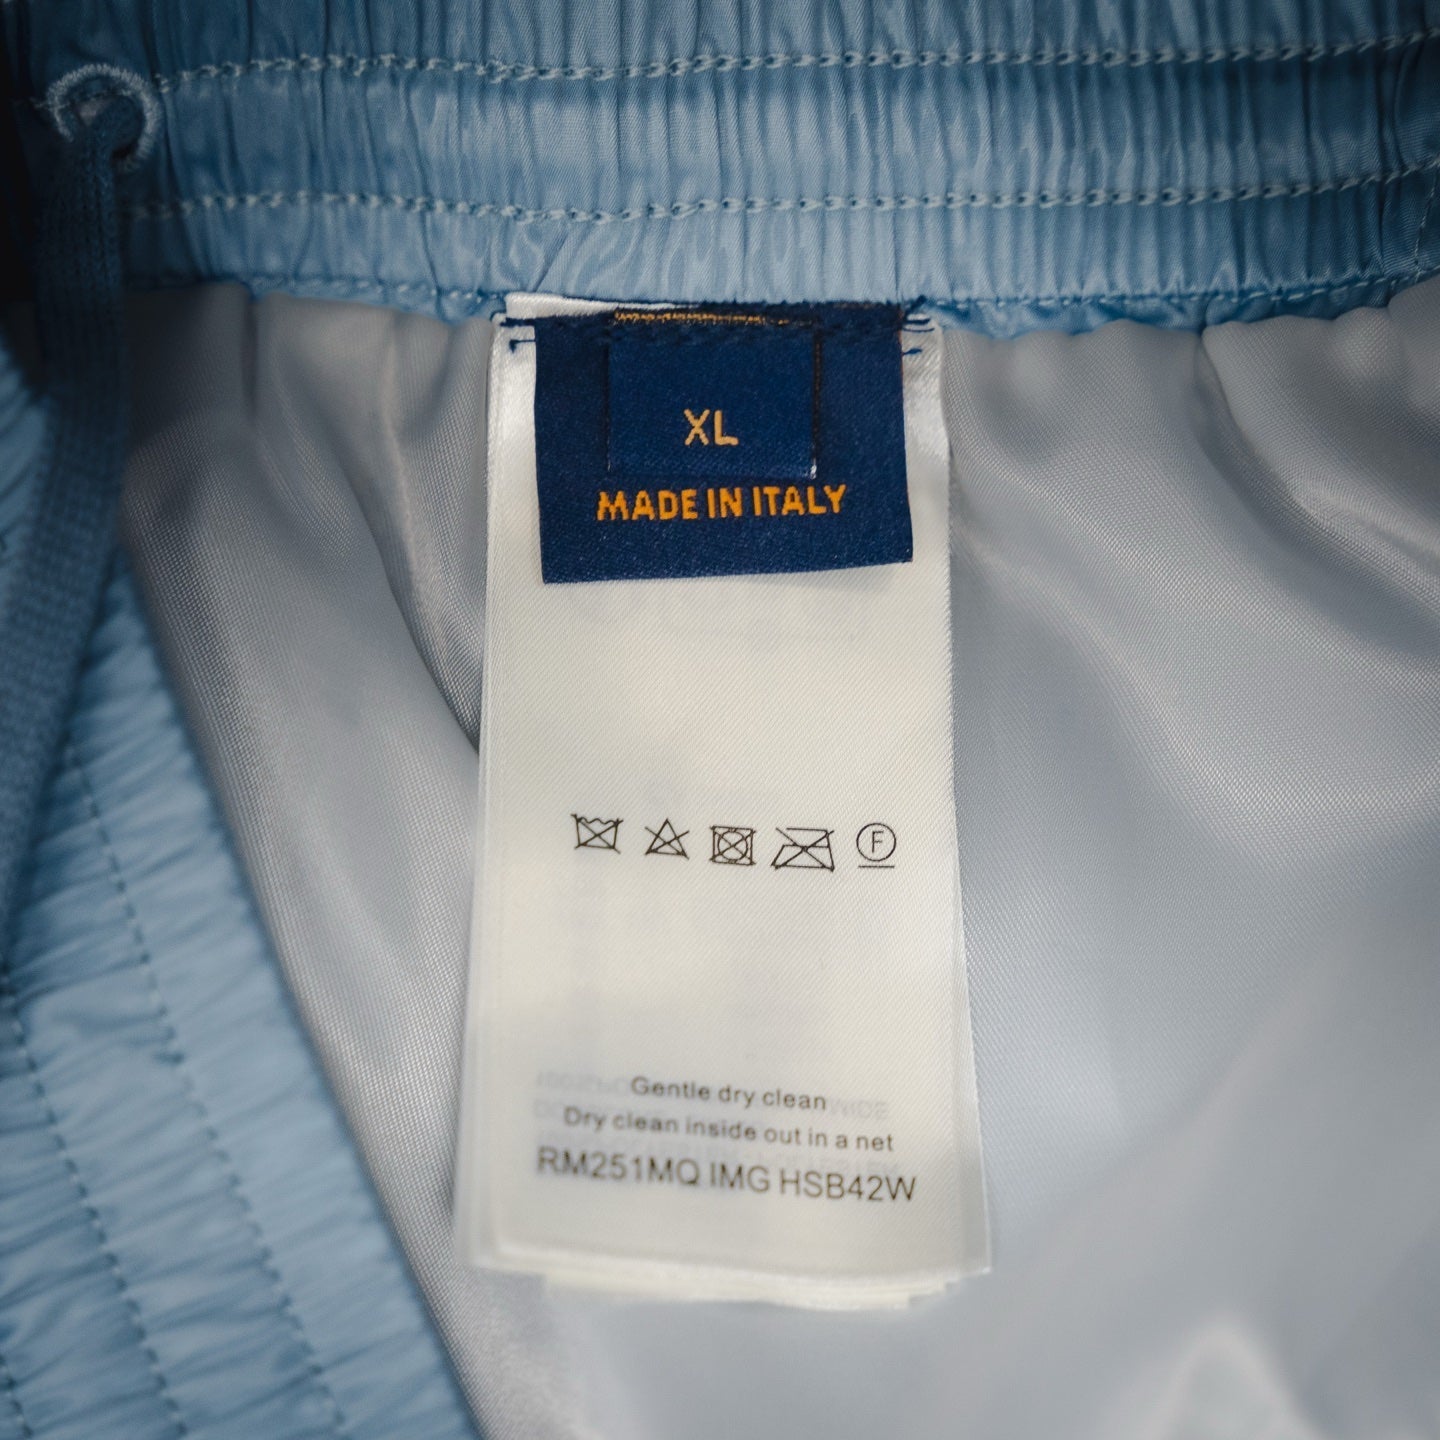 XL
MADE IN ITALY
F
Gentle dry clean
Dry clean inside out in a net
RM251MQ IMG HSB42W